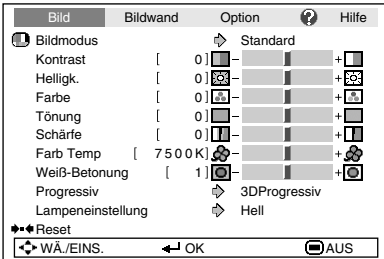 Bild Bildwand Option ? Hilfe
Bildmodus Standard
Kontrast [ 0] - +
Helligk. [ 0] - +
Farbe [ 0] - +
Tönung [ 0] - +
Schärfe [ 0] - +
Farb Temp [ 7500K] - +
Weiß-Betonung [ 1] - +
Progressiv 3DProgressiv
Lampeneinstellung Hell
Reset
WÄ./EINS. OK AUS